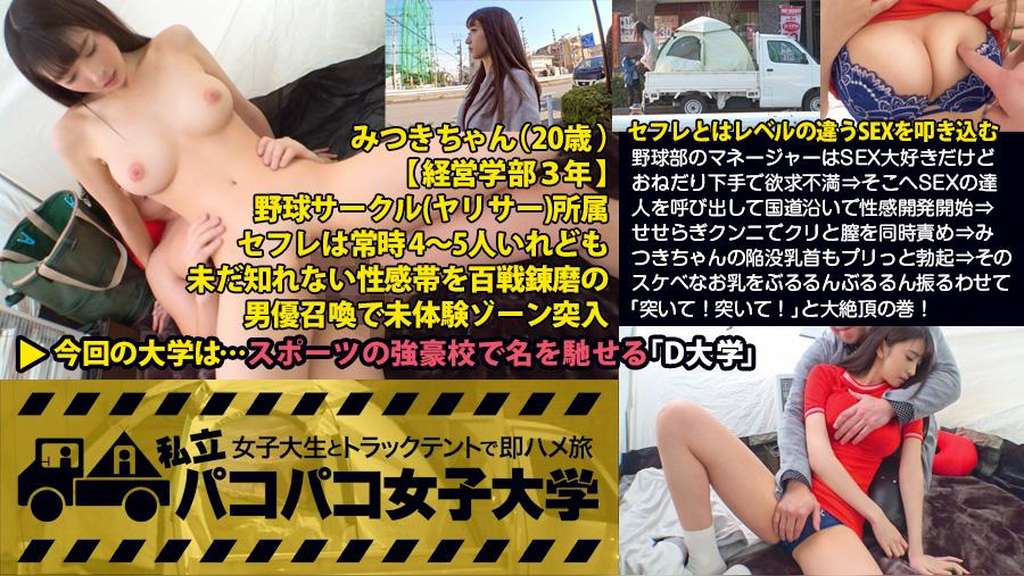 みつきちゃん(20歳)
【経営学部3年】
野球サークル(ヤリサー)所属
セフレは常時4～5人いれども
未だ知れない性感帯を百戦錬磨の
男優召喚で未体験ゾーン突入
セフレとはレベルの違うSEXを叩き込む
野球部のマネージャーはSEX大好きだけど
おねだり下手で欲求不満⇒そこへSEXの達
人を呼び出して国道沿いで性感開発開始⇒
せせらぎクンニでクリと膣を同時責め⇒み
つきちゃんの陥没乳首もプリっと勃起⇒その
スケベなお乳をぶるるんぶるるん振るわせて
「突いて！突いて！」と大絶頂の巻！
▶今回の大学は…スポーツの強豪校で名を馳せる「D大学」
私立 女子大生とトラックテントで即ハメ旅
パコパコ女子大学